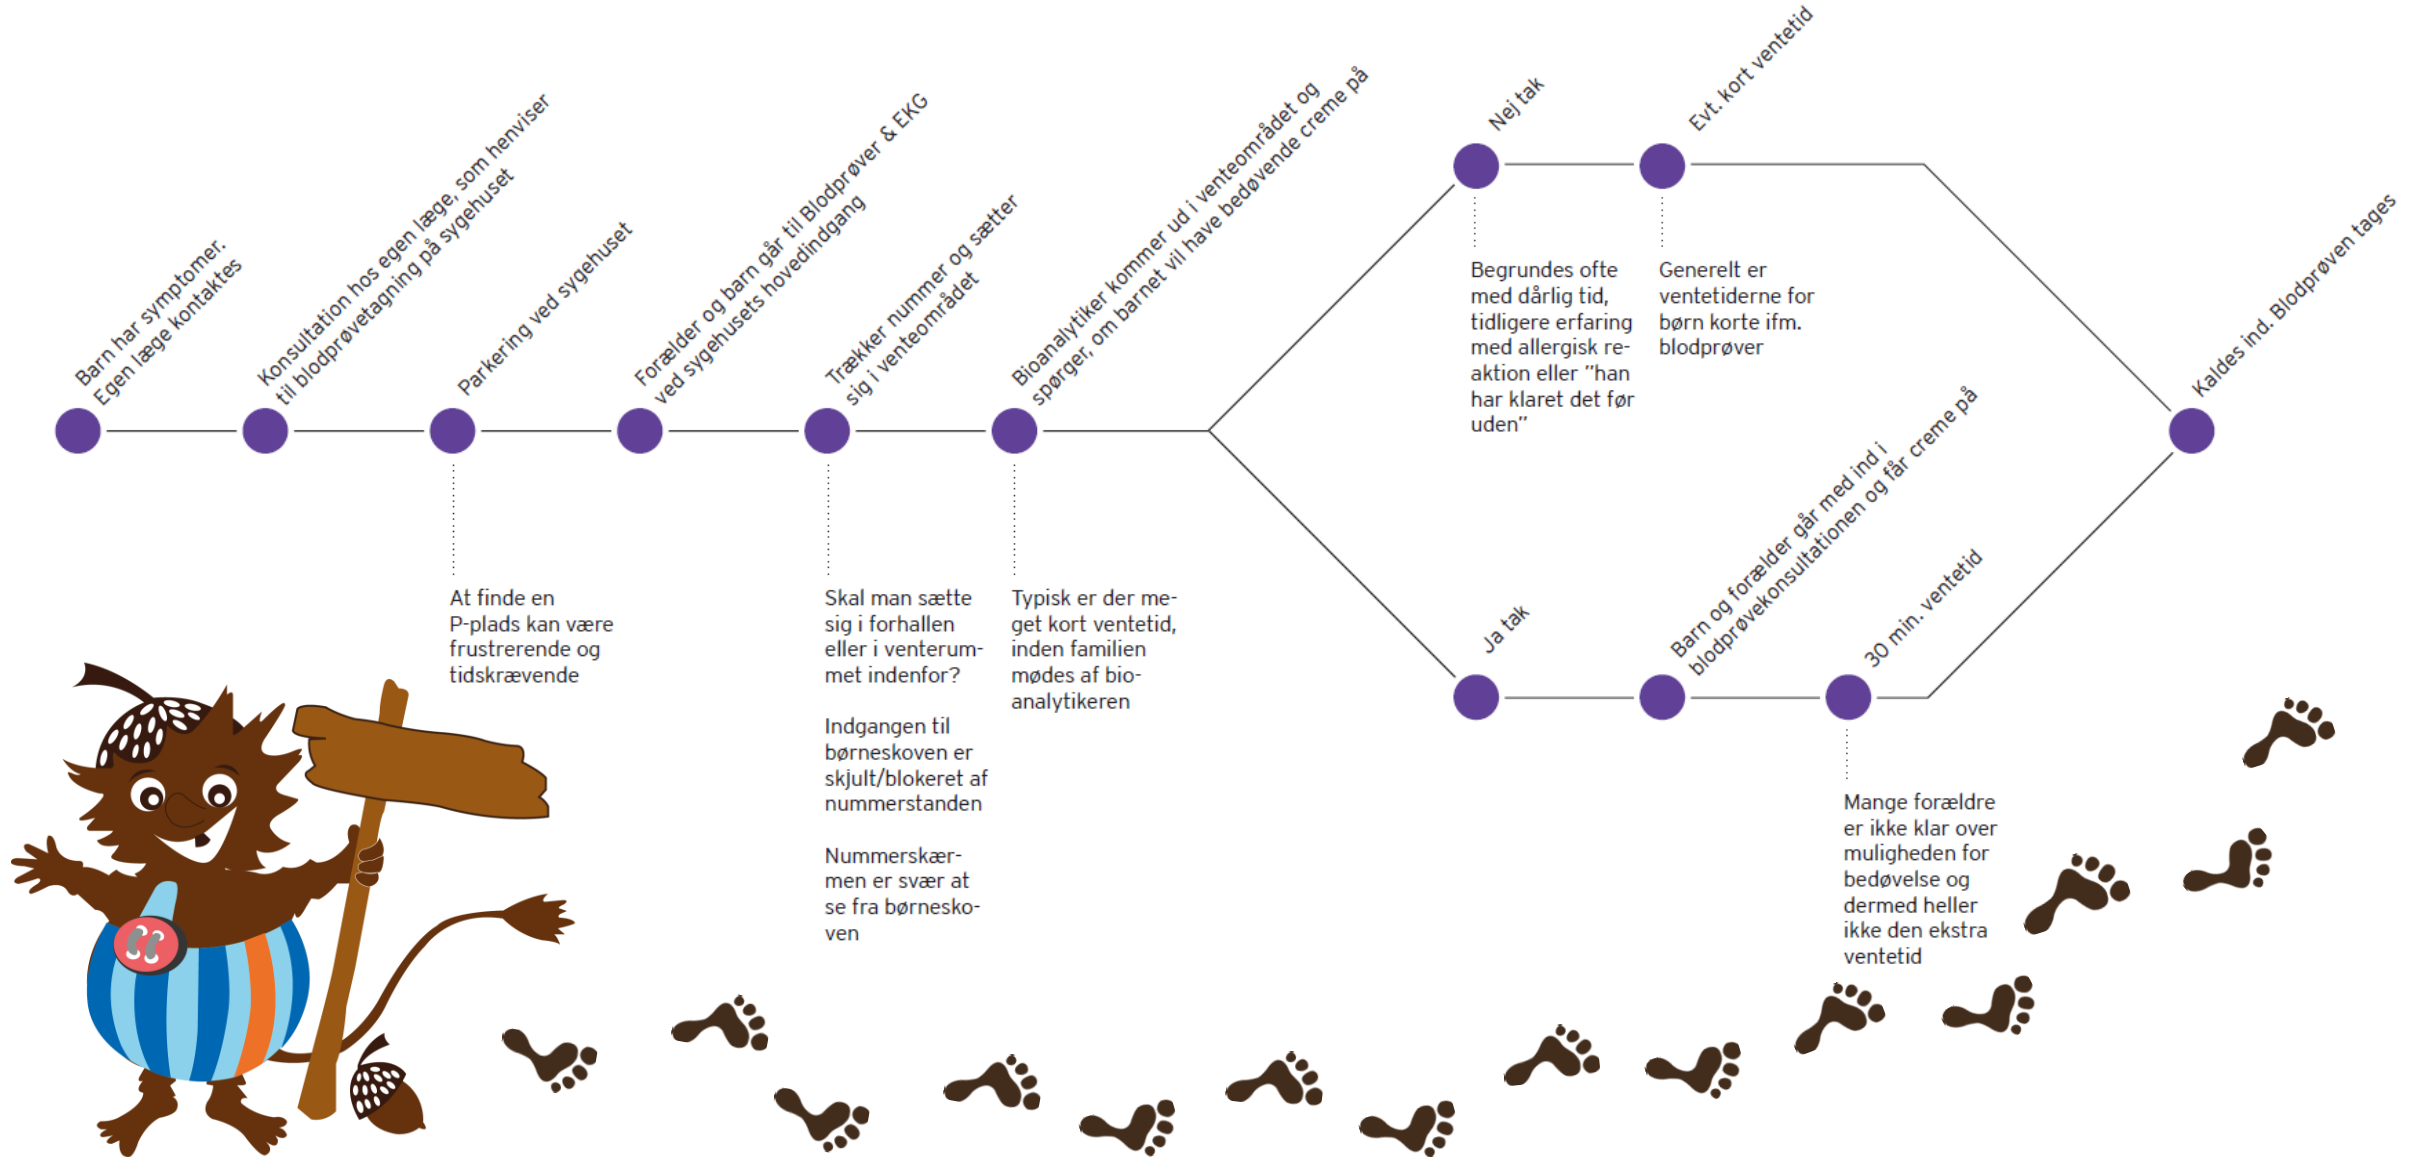 Barn har symptomer.
Egen læge kontaktes
Konsultation hos egen læge, som henviser
til blodprøvetagning på sygehuset
Parkering ved sygehuset
Forælder og barn går til Blodprøver & EKG
ved sygehusets hovedindgang
Trækker nummer og sætter
sig i venteområdet
Bioanalytiker kommer ud i venteområdet og
spørger, om barnet vil have bedøvende creme på
Nej tak
Evt. kort ventetid
Kaldes ind. Blodprøven tages
Begrundes ofte
med dårlig tid,
tidligere erfaring
med allergisk re-
aktion eller ”han
har klaret det før
uden”
Generelt er
ventetiderne for
børn korte ifm.
blodprøver
Ja tak
Barn og forælder går med ind i
blodprøvekonsultationen og får creme på
30 min. ventetid
At finde en
P-plads kan være
frustrerende og
tidskrævende
Skal man sætte
sig i forhallen
eller i venterum-
met indenfor?
Indgangen til
børneskoven er
skjult/blokeret af
nummerstanden
Nummerskær-
men er svær at
se fra børnesko-
ven
Typisk er der me-
get kort ventetid,
inden familien
mødes af bio-
analytikeren
Mange forældre
er ikke klar over
muligheden for
bedøvelse og
dermed heller
ikke den ekstra
ventetid